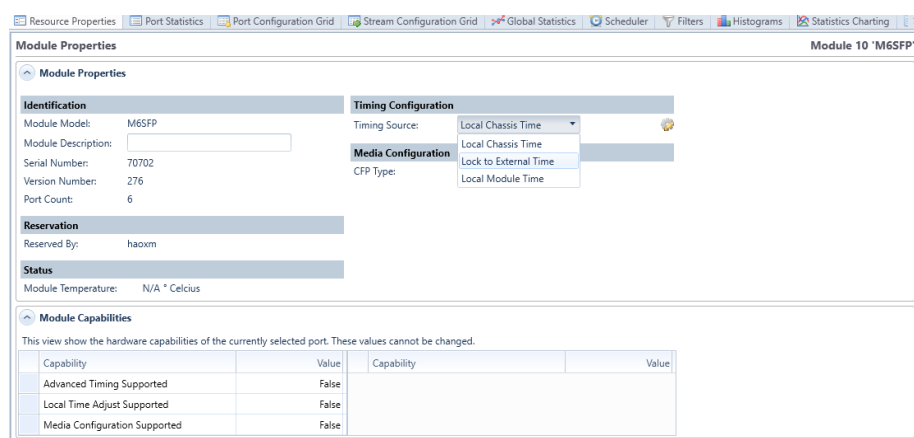 Resource Properties Port Statistics Port Configuration Grid Stream Configuration Grid Global Statistics Scheduler Filters Histograms Statistics Charting
Module Properties Module 10 'M6SFP'
Module Properties
Identification
Module Model: M6SFP
Module Description:
Serial Number: 70702
Version Number: 276
Port Count: 6
Reservation
Reserved By: haoxm
Status
Module Temperature: N/A ° Celcius
Timing Configuration
Timing Source: Local Chassis Time
Local Chassis Time
Lock to External Time
Local Module Time
Media Configuration
CFP Type:
Module Capabilities
This view show the hardware capabilities of the currently selected port. These values cannot be changed.
Capability Value Capability Value
Advanced Timing Supported False
Local Time Adjust Supported False
Media Configuration Supported False